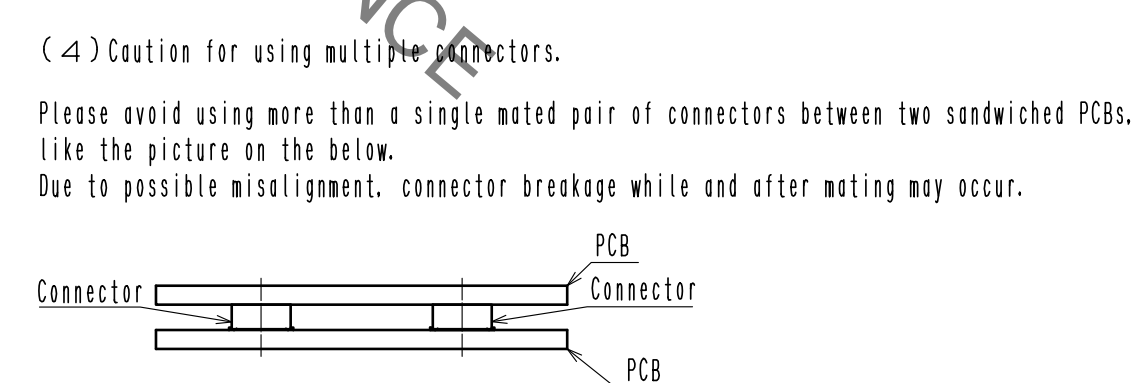 (4)Caution for using multiple connectors.
Please avoid using more than a single mated pair of connectors between two sandwiched PCBs,
like the picture on the below.
Due to possible misalignment, connector breakage while and after mating may occur.
PCB
Connector
Connector
PCB
NCE